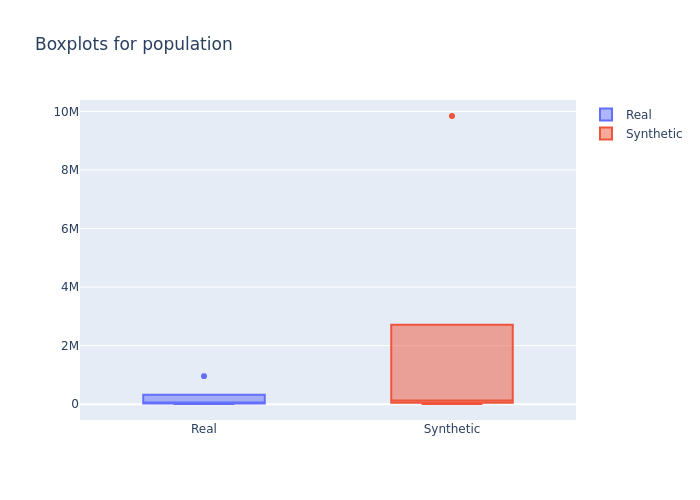 Boxplots for population
10M
8M
6M
4M
2M
0
Real
Synthetic
Real
Synthetic